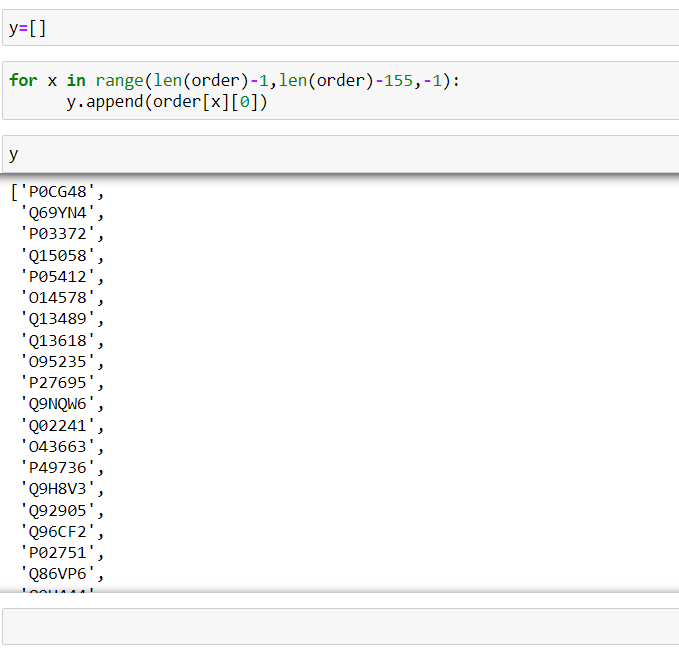 y=[]
for x in range(len(order)-1,len(order)-155,-1):
      y.append(order[x][0])
y
['P0CG48',
 'Q69YN4',
 'P03372',
 'Q15058',
 'P05412',
 'O14578',
 'Q13489',
 'Q13618',
 'O95235',
 'P27695',
 'Q9NQW6',
 'Q02241',
 'O43663',
 'P49736',
 'Q9H8V3',
 'Q92905',
 'Q96CF2',
 'P02751',
 'Q86VP6',